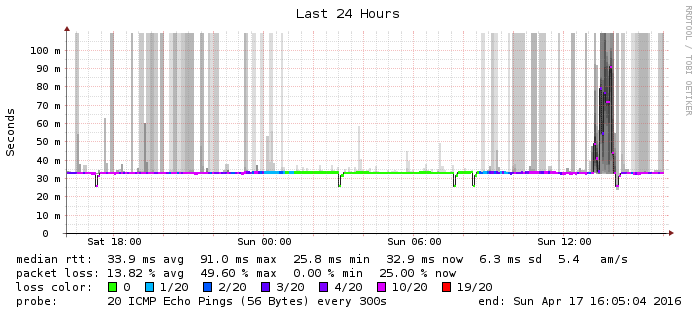 Last 24 Hours
RRDTOOL / TOBI OETIKER
Seconds
100 m
90 m
80 m
70 m
60 m
50 m
40 m
30 m
20 m
10 m
0
Sat 18:00 Sun 00:00 Sun 06:00 Sun 12:00
median rtt: 33.9 ms avg 91.0 ms max 25.8 ms min 32.9 ms now 6.3 ms sd 5.4 am/s
packet loss: 13.82 % avg 49.60 % max 0.00 % min 25.00 % now
loss color: 0 1/20 2/20 3/20 4/20 10/20 19/20
probe: 20 ICMP Echo Pings (56 Bytes) every 300s end: Sun Apr 17 16:05:04 2016